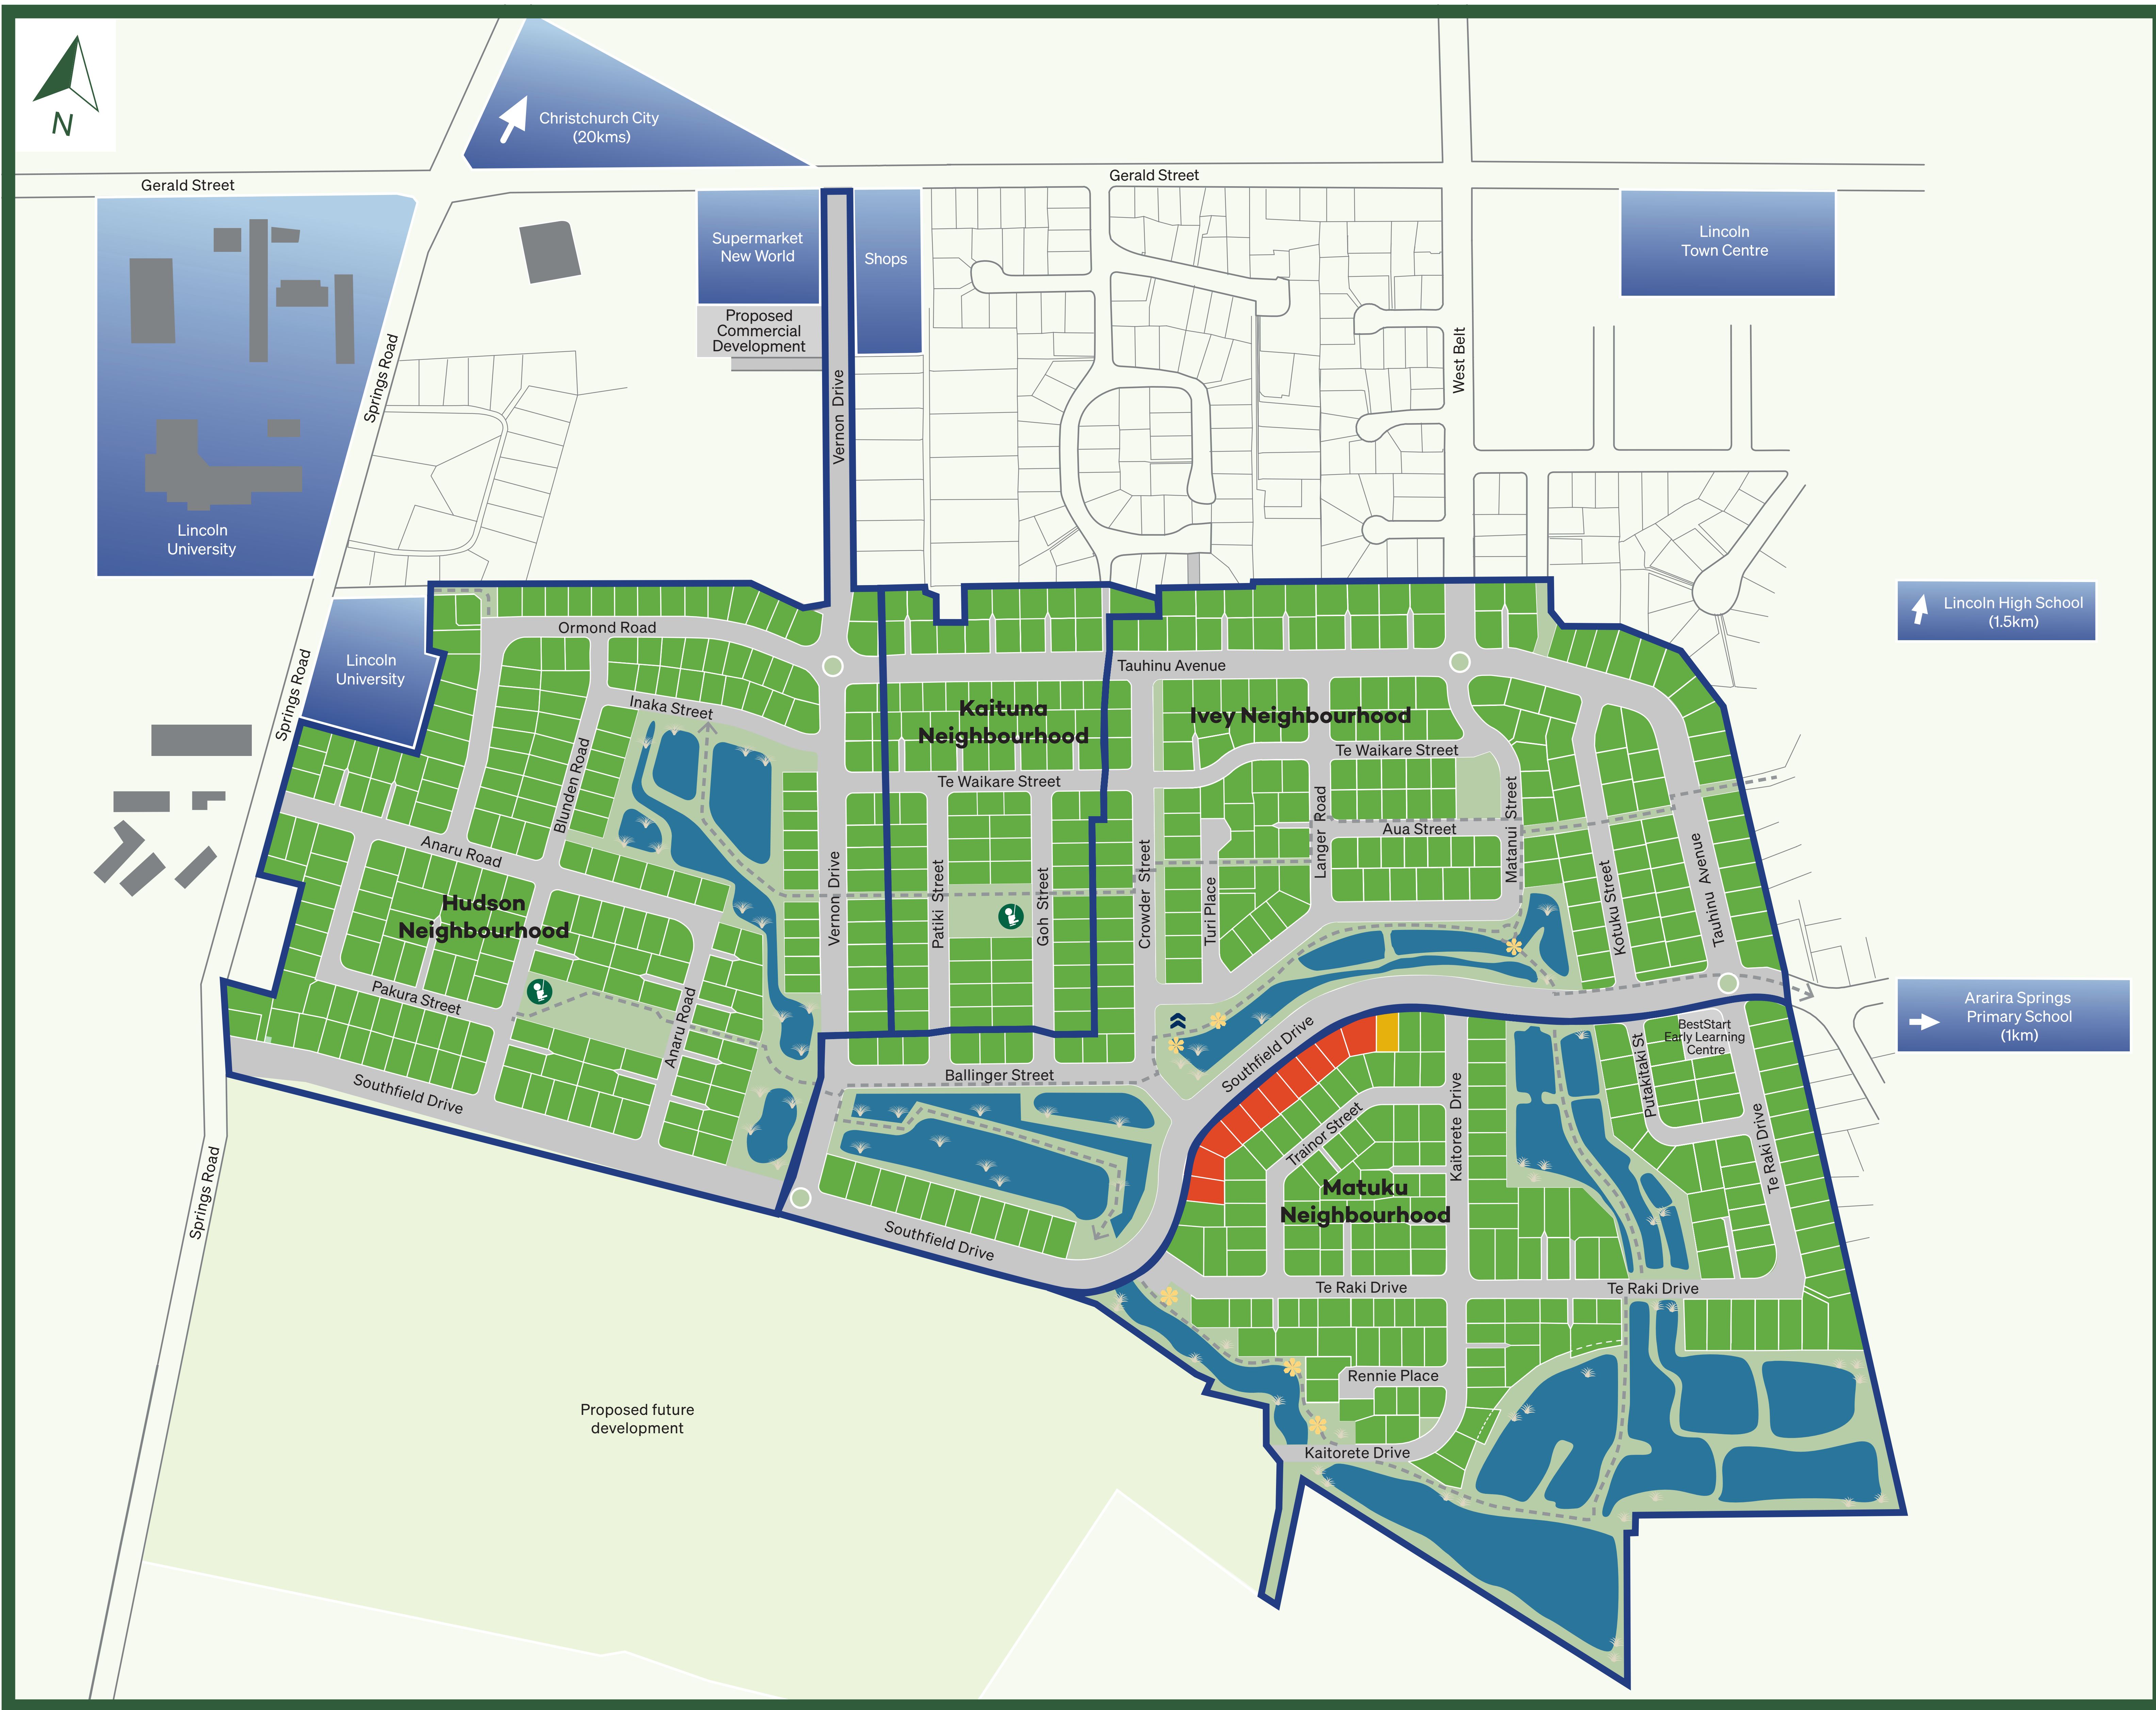 N
Christchurch City
(20kms)
Gerald Street
Gerald Street
Lincoln
University
Springs Road
Supermarket
New World
Proposed
Commercial
Development
Shops
Vernon Drive
West Belt
Lincoln
Town Centre
Lincoln High School
(1.5km)
Ararira Springs
Primary School
(1km)
Lincoln
University
Springs Road
Ormond Road
Inaka Street
Blunden Road
Anaru Road
Hudson
Neighbourhood
Pakura Street
Anaru Road
Southfield Drive
Springs Road
Vernon Drive
Tauhinu Avenue
Kaituna
Neighbourhood
Te Waikare Street
Patiki Street
Goh Street
Crowder Street
Ballinger Street
Ivey Neighbourhood
Te Waikare Street
Langer Road
Aua Street
Matanui Street
Turi Place
Kotuku Street
Tauhinu Avenue
Southfield Drive
Southfield Drive
Trainor Street
Kaitorete Drive
Matuku
Neighbourhood
Putakitaki St
BestStart
Early Learning
Centre
Te Raki Drive
Te Raki Drive
Te Raki Drive
Rennie Place
Kaitorete Drive
Proposed future
development